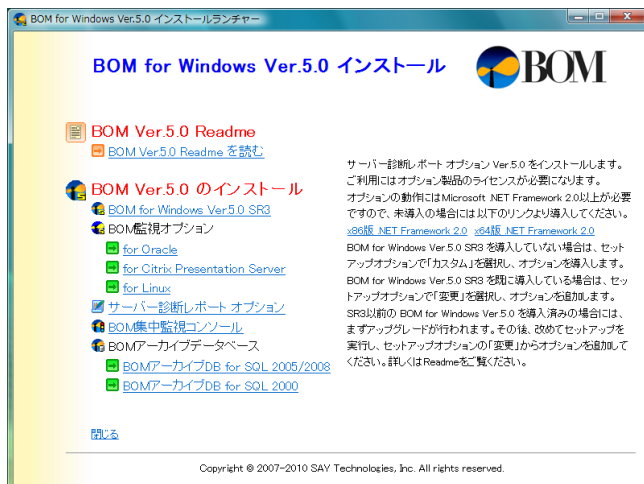 BOM for Windows Ver.5.0 インストールランチャー
BOM for Windows Ver.5.0 インストール
BOM
BOM Ver.5.0 Readme
BOM Ver.5.0 Readme を読む
BOM Ver.5.0 のインストール
BOM for Windows Ver.5.0 SR3
BOM監視オプション
for Oracle
for Citrix Presentation Server
for Linux
サーバー診断レポート オプション
BOM集中監視コンソール
BOMアーカイブデータベース
BOMアーカイブDB for SQL 2005/2008
BOMアーカイブDB for SQL 2000
閉じる
サーバー診断レポート オプション Ver.5.0 をインストールします。
ご利用にはオプション製品のライセンスが必要になります。
オプションの動作にはMicrosoft .NET Framework 2.0以上が必要
ですので、未導入の場合には以下のリンクより導入してください。
x86版 .NET Framework 2.0 x64版 .NET Framework 2.0
BOM for Windows Ver.5.0 SR3 を導入していない場合は、セット
アップオプションで「カスタム」を選択し、オプションを導入します。
BOM for Windows Ver.5.0 SR3 を既に導入している場合は、セッ
トアップオプションで「変更」を選択し、オプションを追加します。
SR3以前の BOM for Windows Ver.5.0 を導入済みの場合には、
まずアップグレードが行われます。その後、改めてセットアップを
実行し、セットアップオプションの「変更」からオプションを追加して
ください。詳しくはReadmeをご覧ください。
Copyright © 2007-2010 SAY Technologies, Inc. All rights reserved.